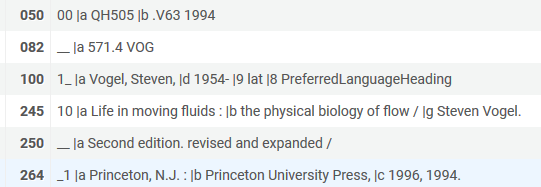 050 00 |a QH505 |b .V63 1994
082 __ |a 571.4 VOG
100 1_ |a Vogel, Steven, |d 1954- |9 lat |8 PreferredLanguageHeading
245 10 |a Life in moving fluids : |b the physical biology of flow / |g Steven Vogel.
250 __ |a Second edition. revised and expanded /
264 _1 |a Princeton, N.J. : |b Princeton University Press, |c 1996, 1994.